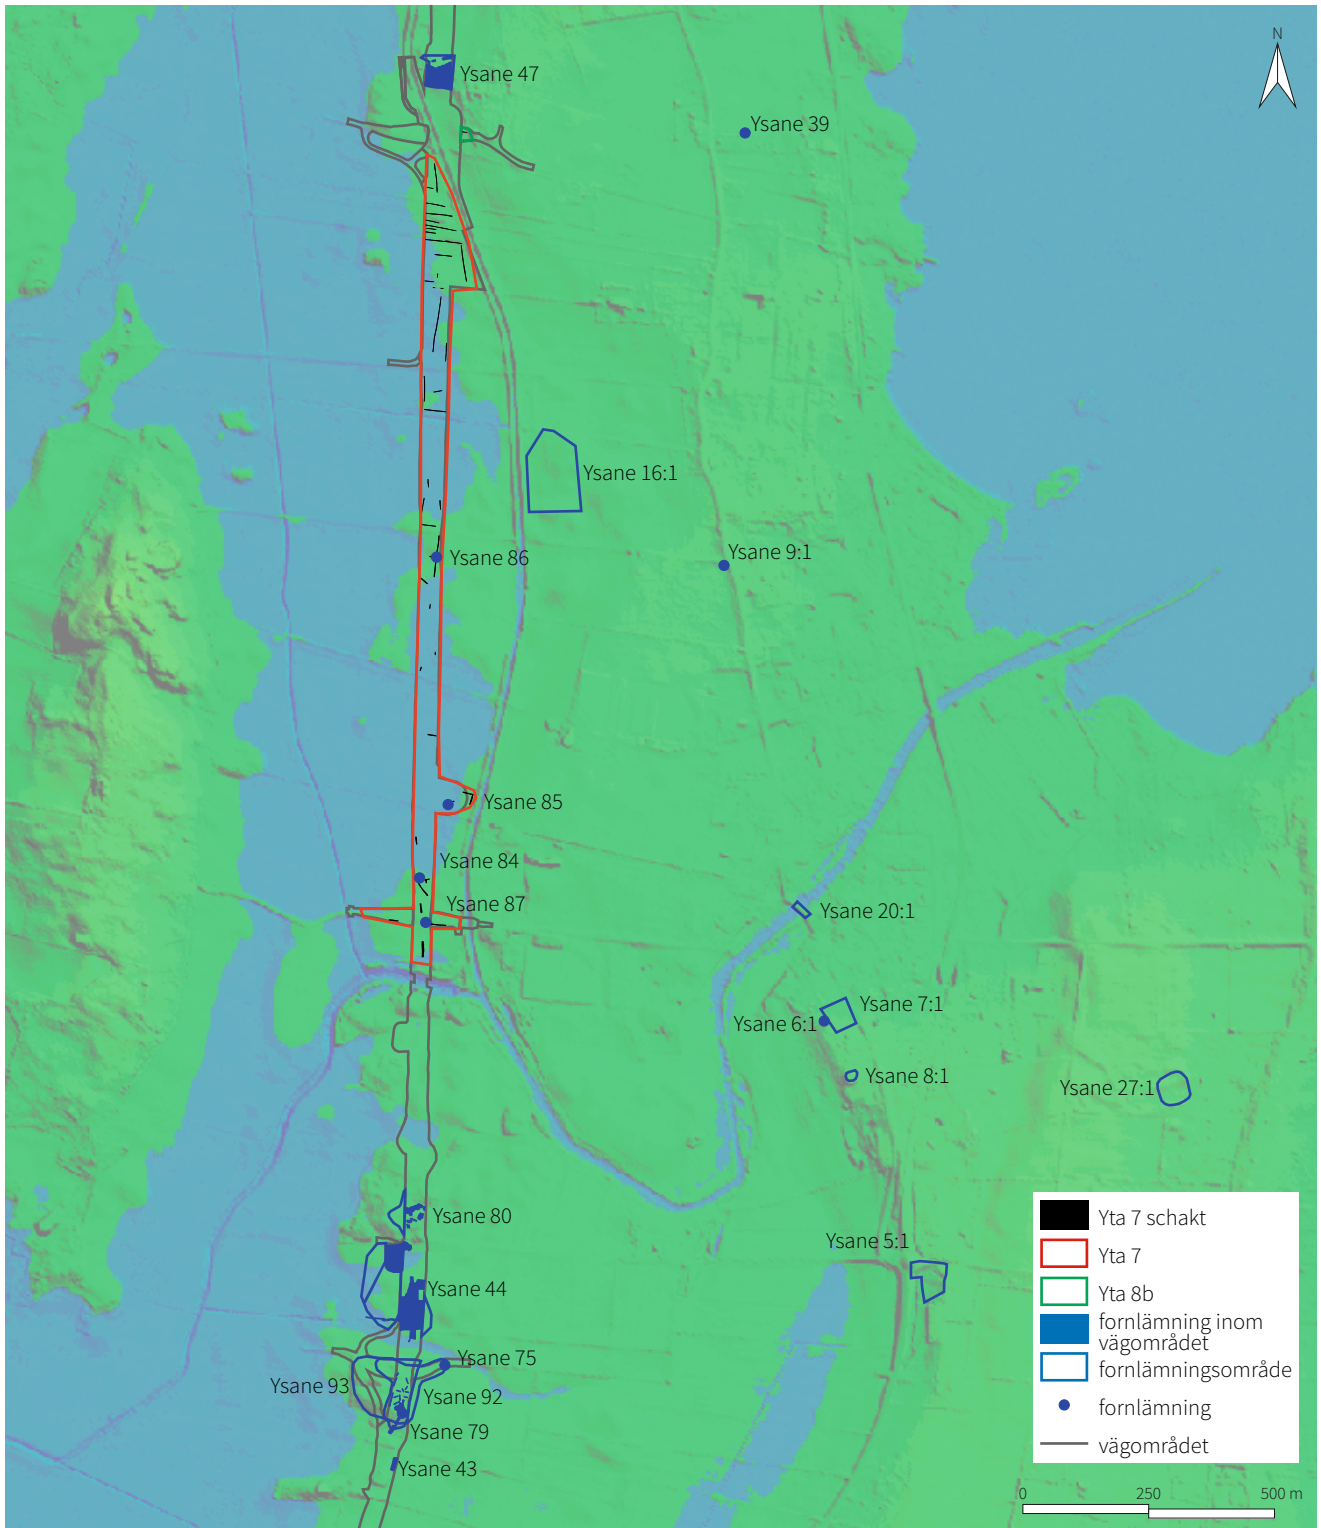 N
Ysane 47
Ysane 39
Ysane 16:1
Ysane 86
Ysane 9:1
Ysane 85
Ysane 84
Ysane 87
Ysane 20:1
Ysane 7:1
Ysane 6:1
Ysane 8:1
Ysane 27:1
Ysane 80
Ysane 5:1
Ysane 44
Ysane 75
Ysane 93
Ysane 92
Ysane 79
Ysane 43
Yta 7 schakt
Yta 7
Yta 8b
fornlämning inom
vägområdet
fornlämningsområde
fornlämning
vägområdet
0 250 500 m